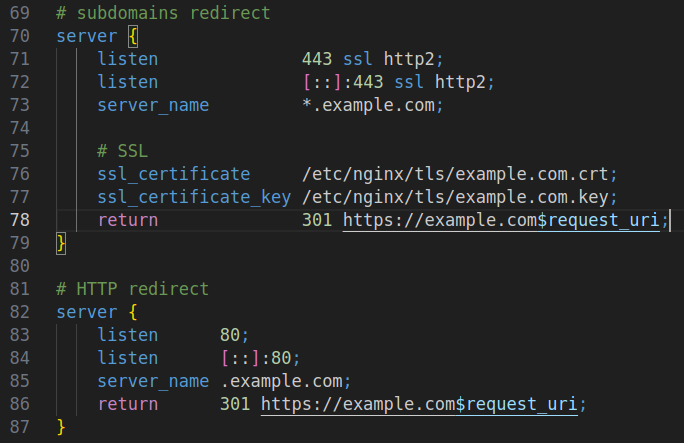 69 # subdomains redirect
70 server {
71     listen              443 ssl http2;
72     listen              [::]:443 ssl http2;
73     server_name         *.example.com;
74
75     # SSL
76     ssl_certificate     /etc/nginx/tls/example.com.crt;
77     ssl_certificate_key /etc/nginx/tls/example.com.key;
78     return              301 https://example.com$request_uri;
79 }
80
81 # HTTP redirect
82 server {
83     listen      80;
84     listen      [::]:80;
85     server_name .example.com;
86     return      301 https://example.com$request_uri;
87 }